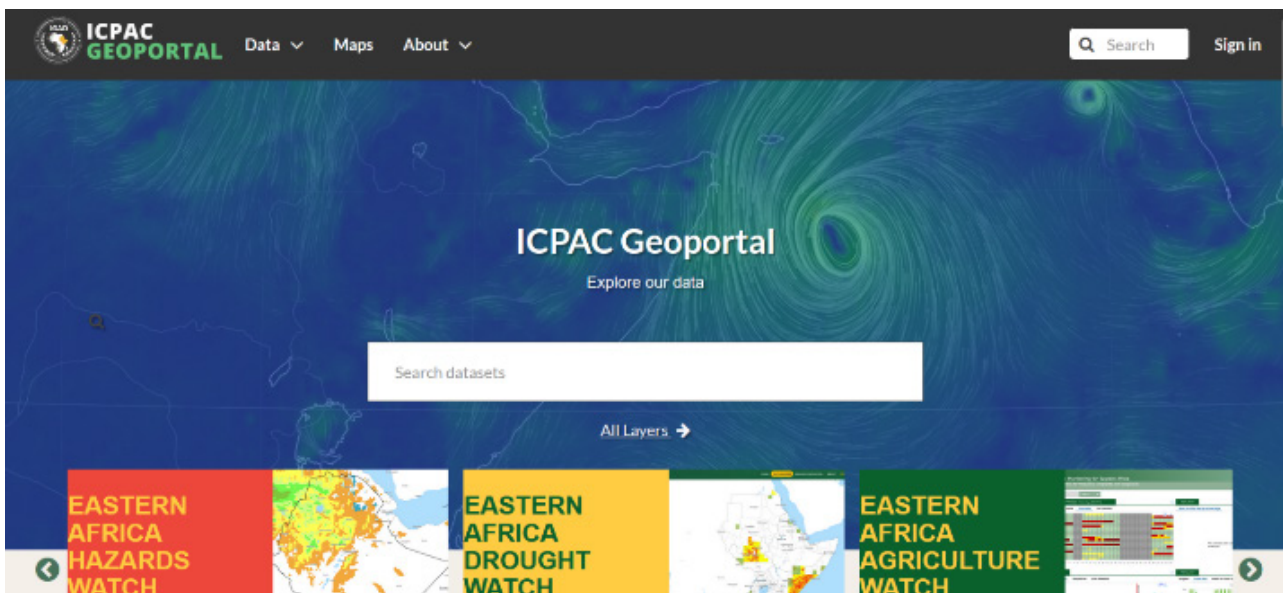 ICPAC
GEOPORTAL
Data
Maps
About
Search
Sign in
ICPAC Geoportal
Explore our data
Search datasets
All Layers
EASTERN
AFRICA
HAZARDS
WATCH
EASTERN
AFRICA
DROUGHT
WATCH
EASTERN
AFRICA
AGRICULTURE
WATCH